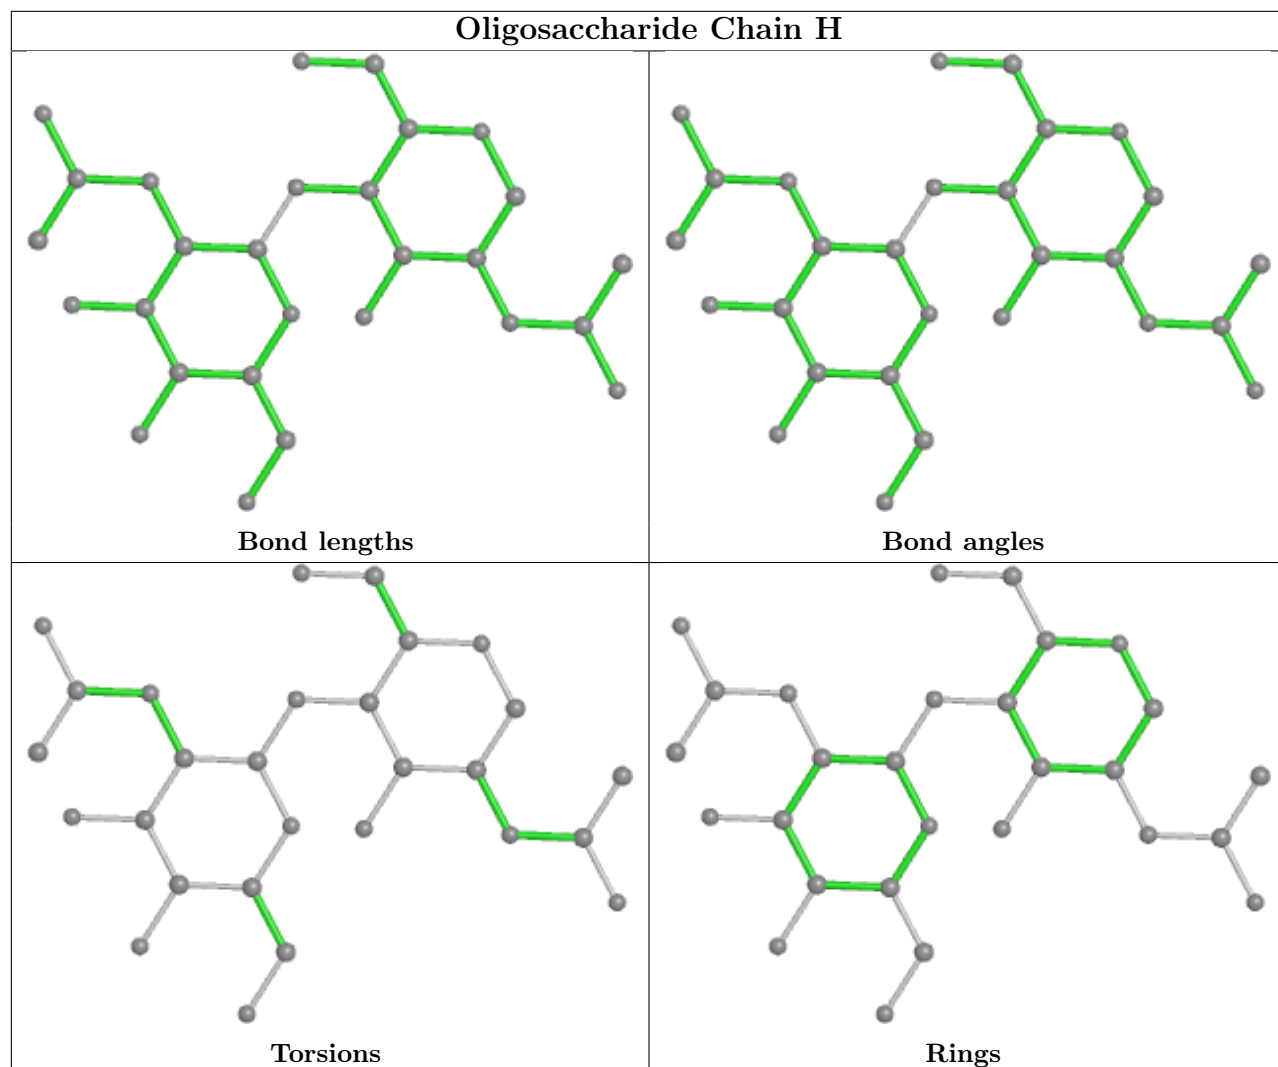 Oligosaccharide Chain H
Bond lengths
Bond angles
Torsions
Rings